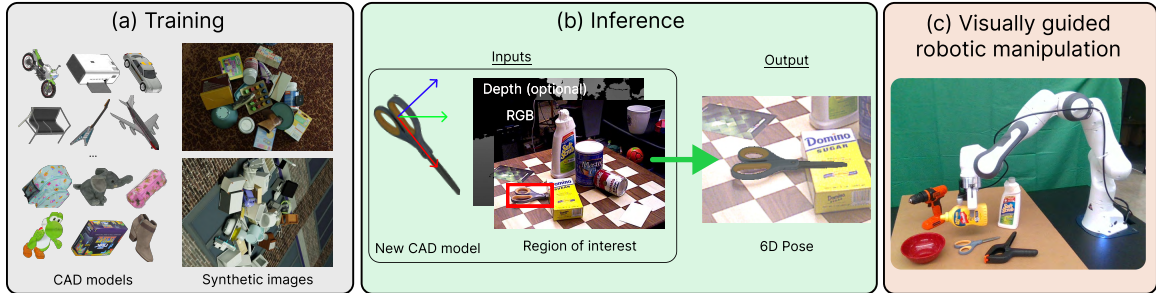 (a) Training
...
CAD models
Synthetic images
(b) Inference
Inputs
Depth (optional)
RGB
New CAD model
Region of interest
Output
Domino
SUGAR
6D Pose
(c) Visually guided
robotic manipulation